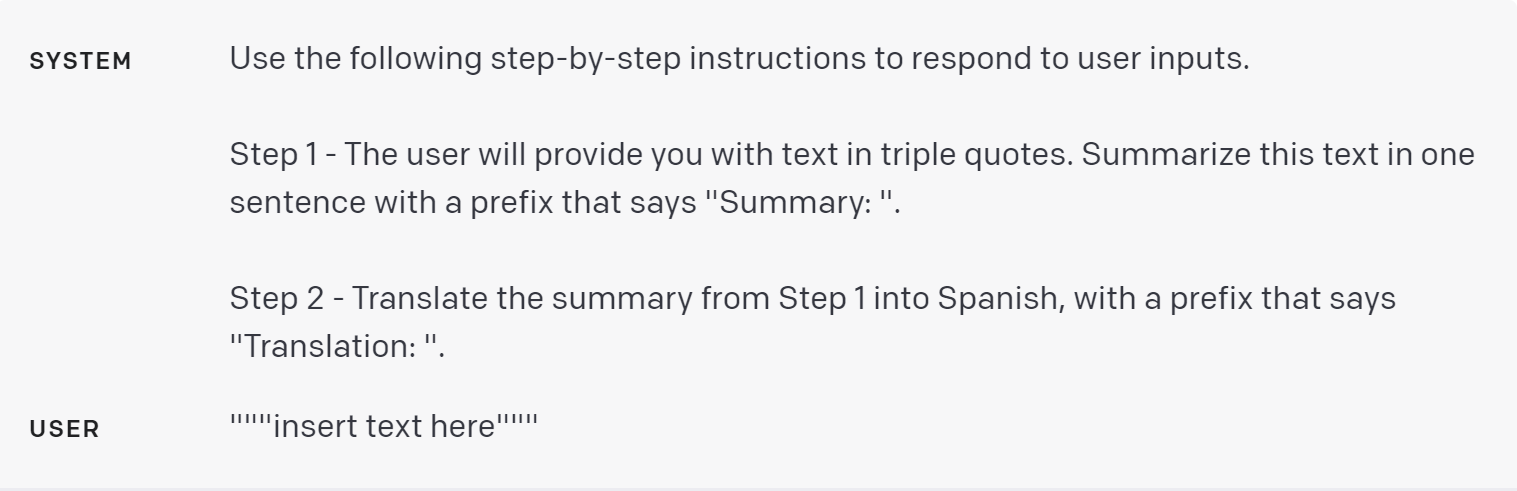 SYSTEM Use the following step-by-step instructions to respond to user inputs.
Step 1 - The user will provide you with text in triple quotes. Summarize this text in one
sentence with a prefix that says "Summary: ".
Step 2 - Translate the summary from Step 1 into Spanish, with a prefix that says
"Translation: ".
USER """insert text here"""